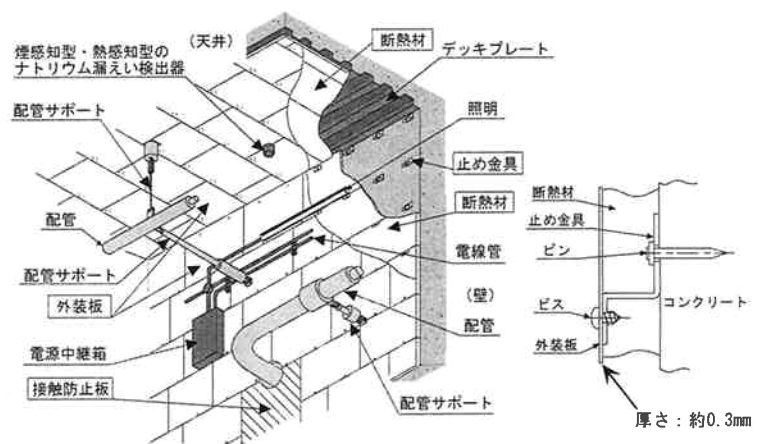 煙感知型・熱感知型の
ナトリウム漏えい検出器
（天井）
断熱材
デッキプレート
配管サポート
照明
止め金具
断熱材
配管
電線管
配管サポート
外装板
（壁）
配管
電源中継箱
接触防止板
配管サポート
断熱材
止め金具
ピン
コンクリート
ビス
外装板
厚さ：約0.3mm